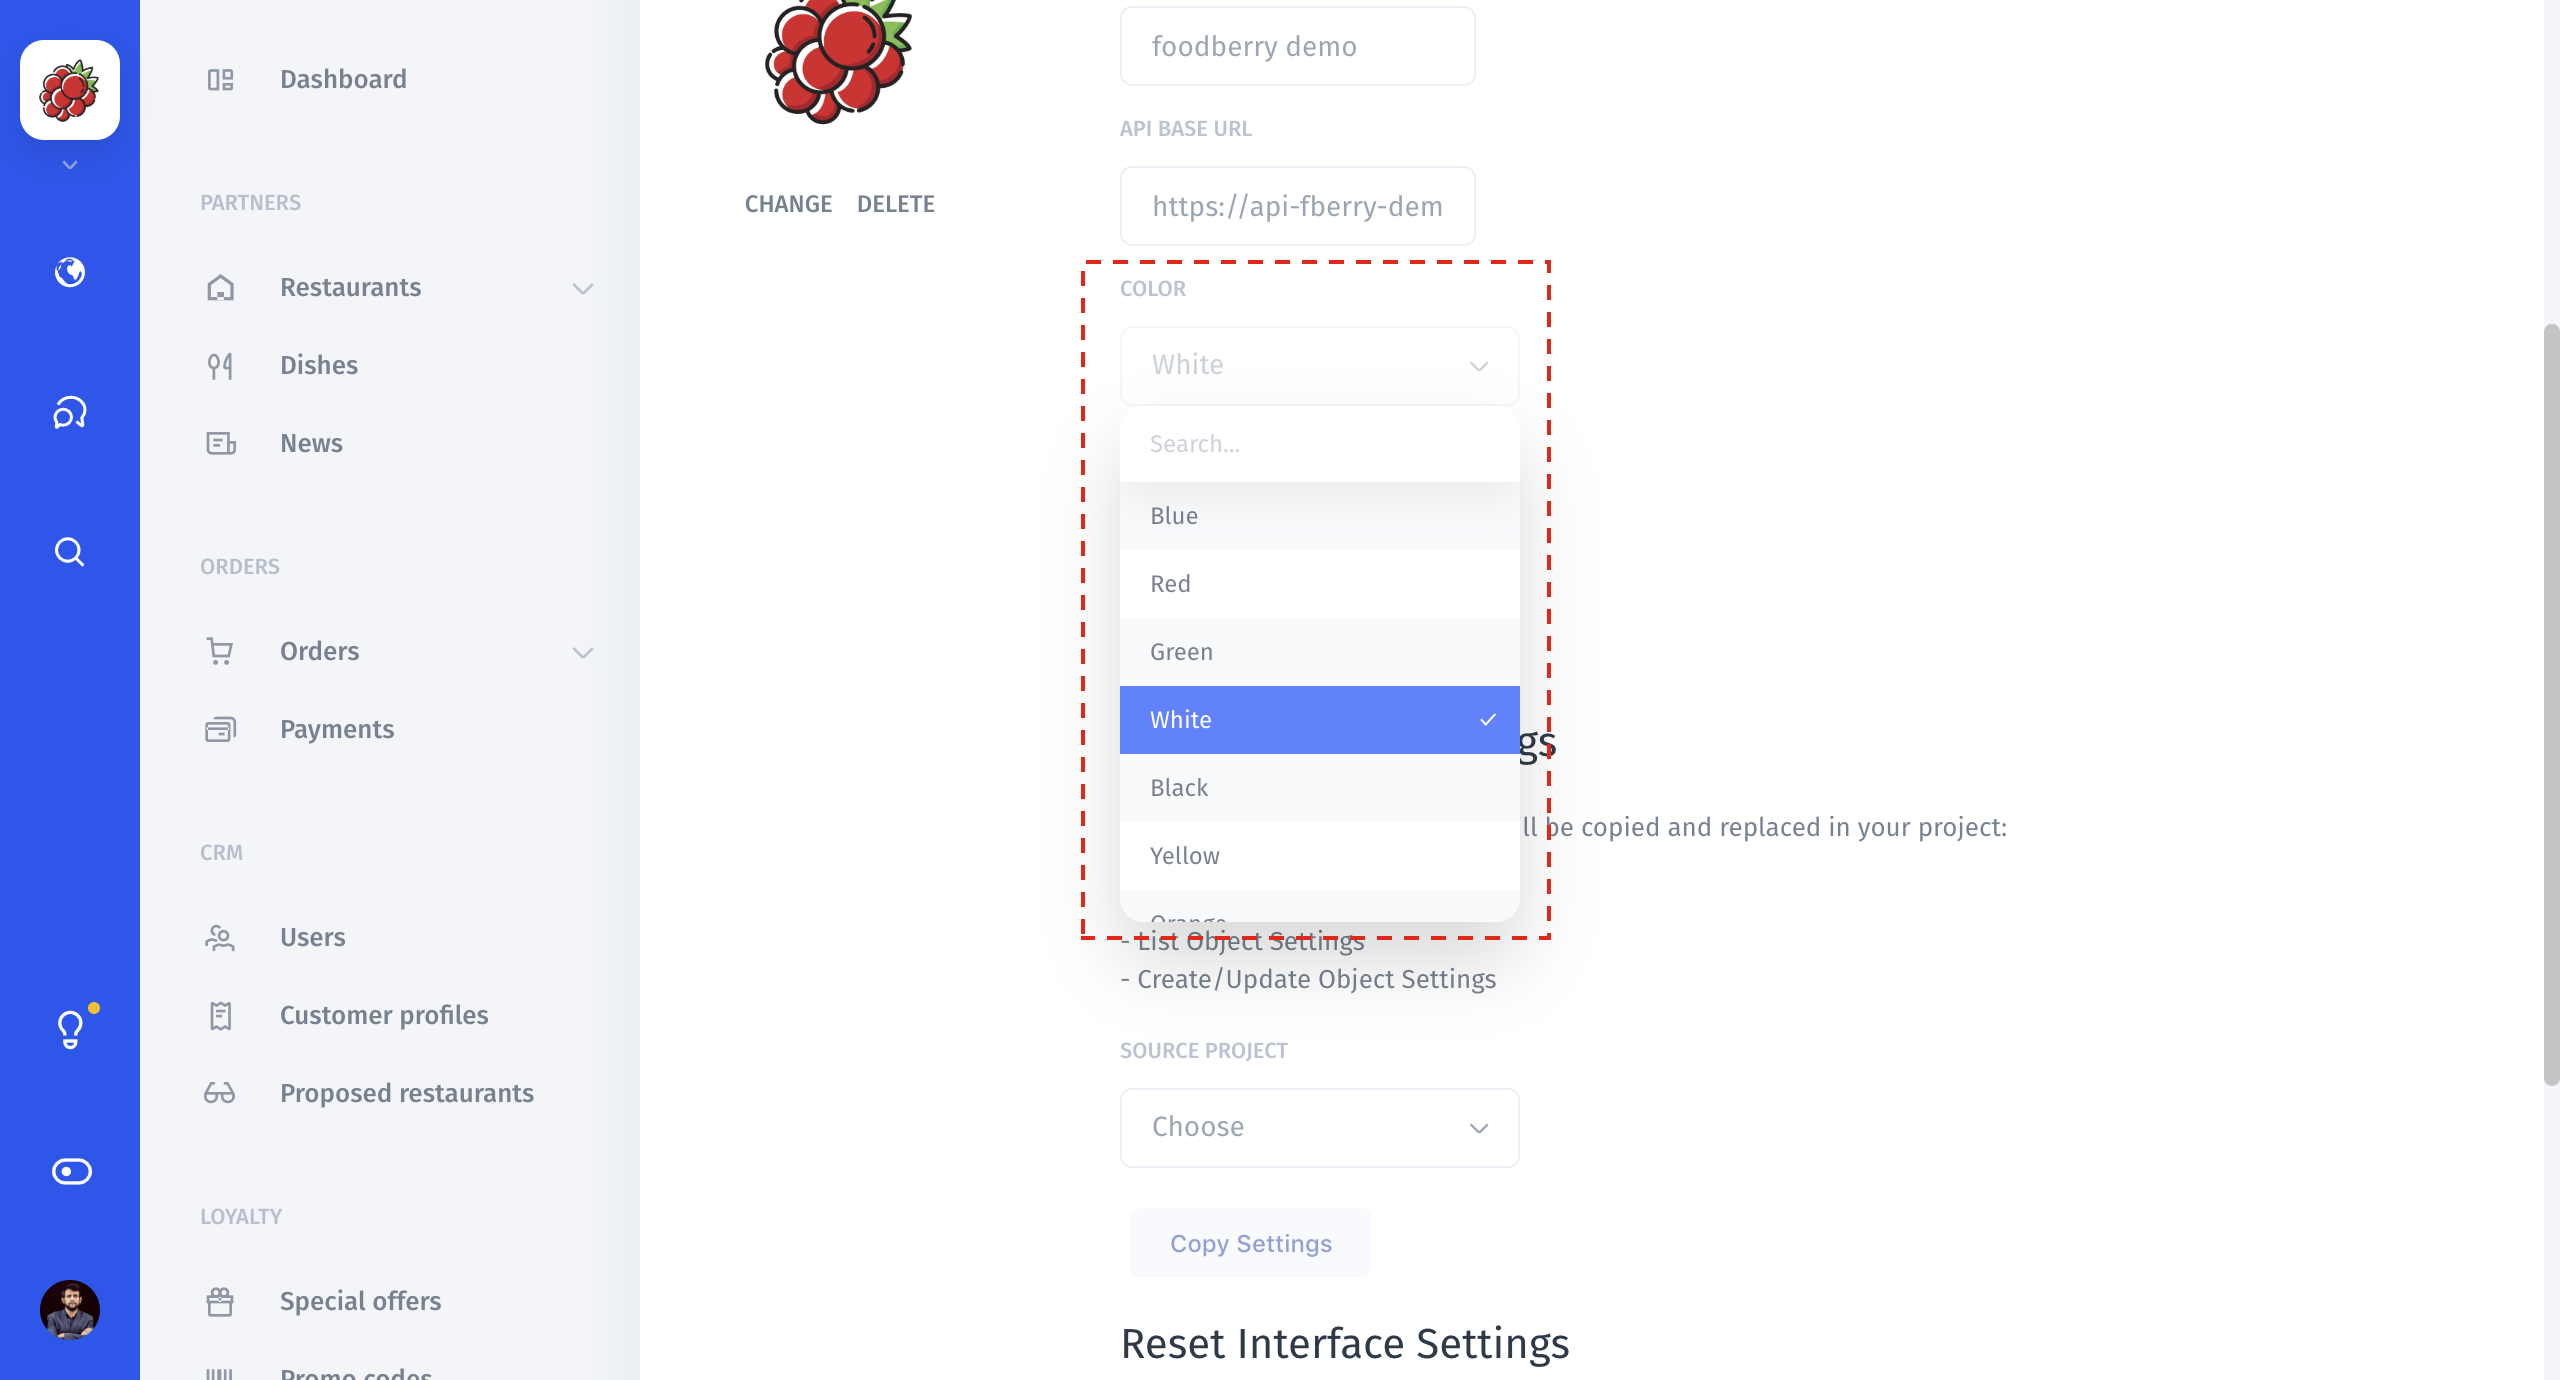 Dashboard
PARTNERS
Restaurants
Dishes
News
ORDERS
Orders
Payments
CRM
Users
Customer profiles
Proposed restaurants
LOYALTY
Special offers
Promo codes
CHANGE DELETE
foodberry demo
API BASE URL
https://api-fberry-dem
COLOR
White
Search...
Blue
Red
Green
White
Black
Yellow
Orange
gs
ll be copied and replaced in your project:
- List Object Settings
- Create/Update Object Settings
SOURCE PROJECT
Choose
Copy Settings
Reset Interface Settings